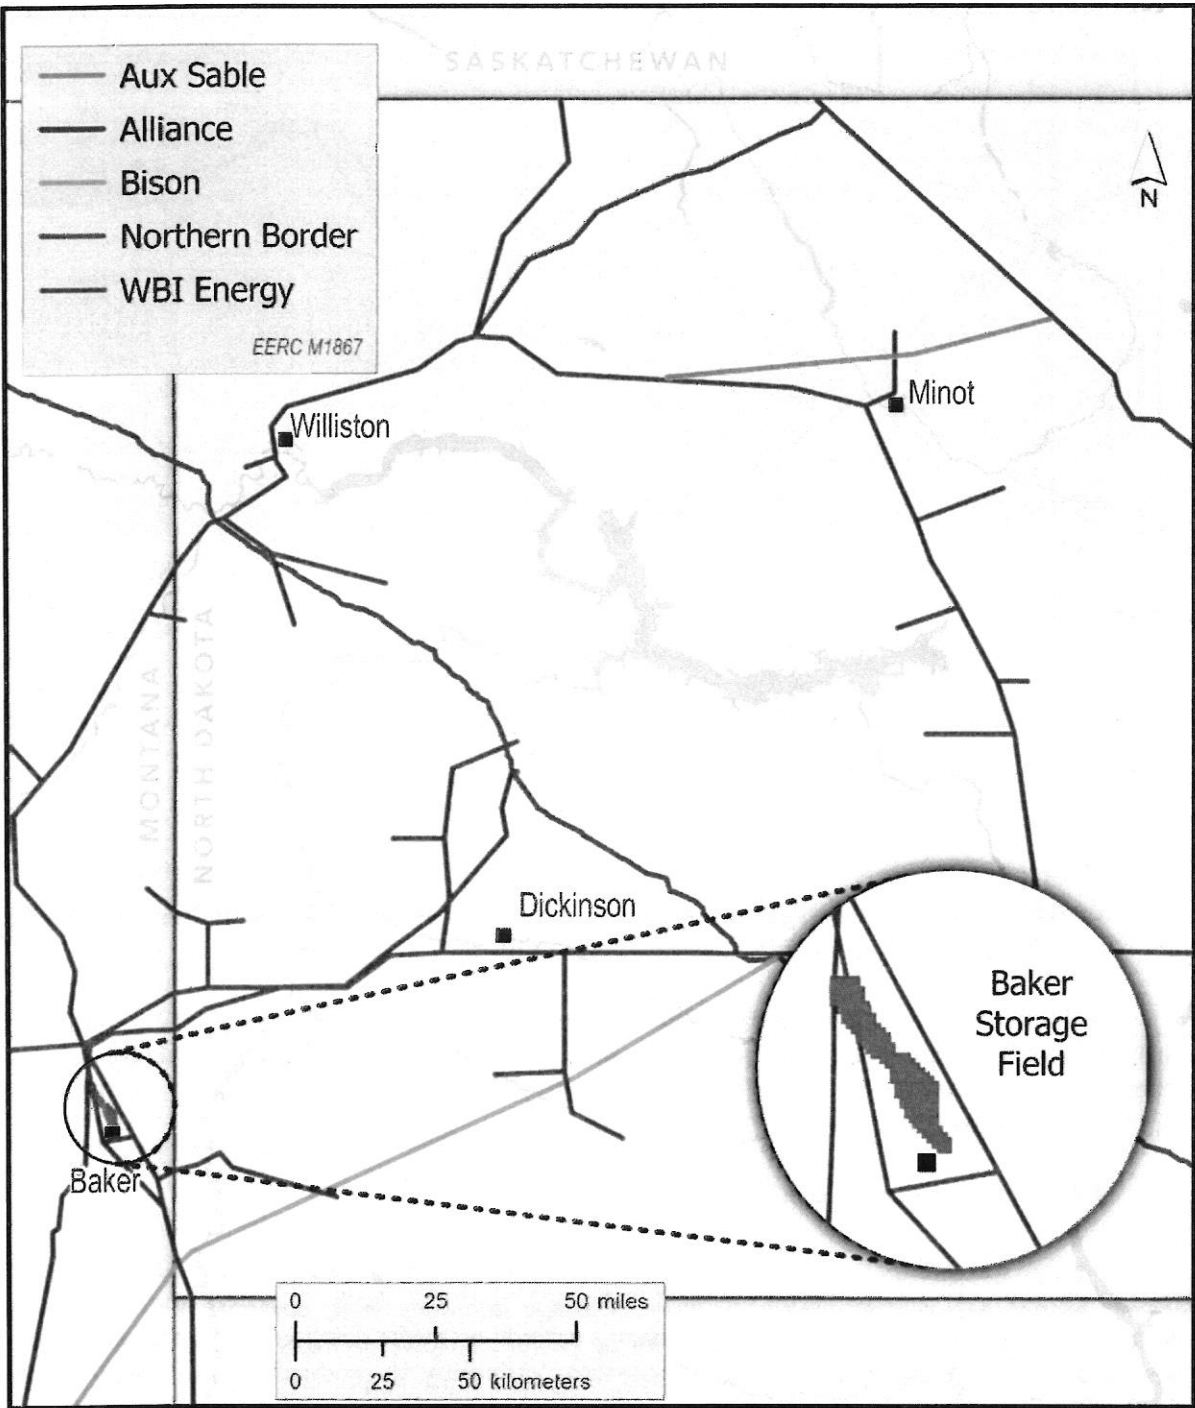 SASKATCHEWAN
Aux Sable
Alliance
Bison
Northern Border
WBI Energy
EERC M1867
N
Minot
Williston
MONTANA
NORTH DAKOTA
Dickinson
Baker
Storage
Field
Baker
0 25 50 miles
0 25 50 kilometers